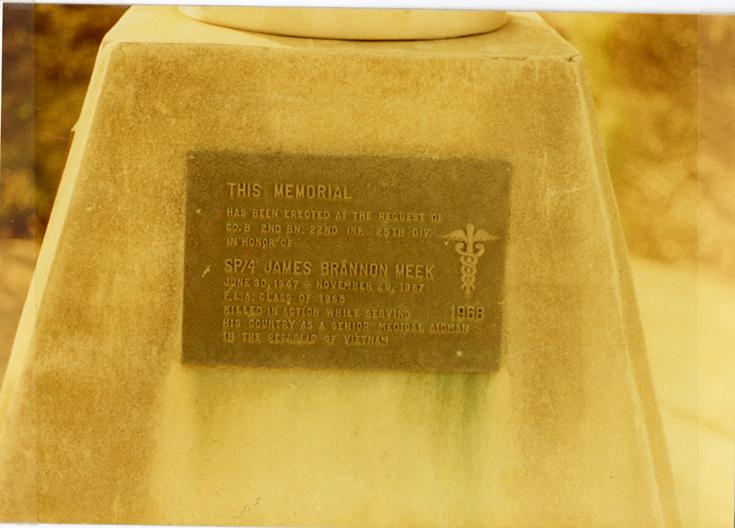 THIS MEMORIAL
HAS BEEN ERECTED AT THE REQUEST OF
CO. B 2ND BN. 22ND INF. 25TH DIV.
IN HONOR OF
SP/4 JAMES BRANNON MEEK
JUNE 30, 1947 - NOVEMBER 29, 1967
F.L.A. CLASS OF 1965
KILLED IN ACTION WHILE SERVING
HIS COUNTRY AS A SENIOR MEDICAL AIDMAN
IN THE REPUBLIC OF VIETNAM
1968